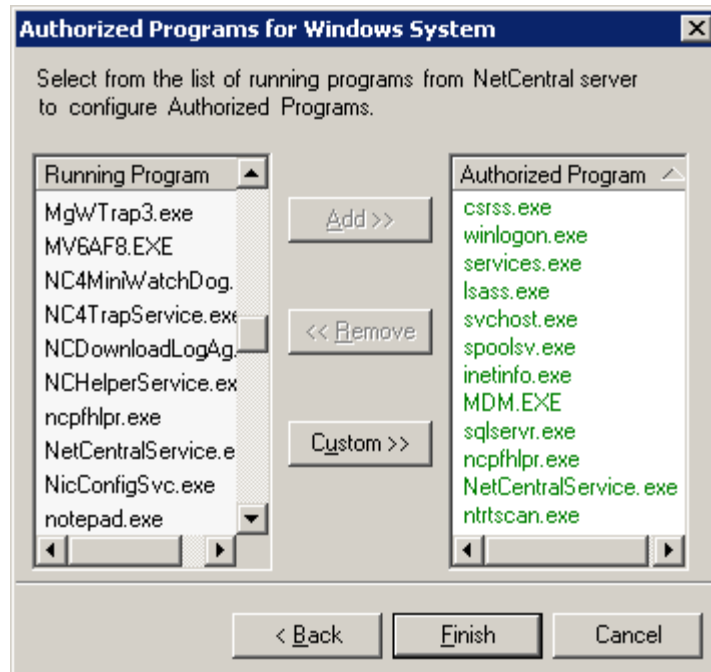 Authorized Programs for Windows System
Select from the list of running programs from NetCentral server
to configure Authorized Programs.
Running Program
MgWTrap3.exe
MV6AF8.EXE
NC4MiniWatchDog.
NC4TrapService.exe
NCDownloadLogAg.
NCHelperService.ex
ncpfhlpr.exe
NetCentralService.e
NicConfigSvc.exe
notepad.exe
Add >>
<< Remove
Custom >>
Authorized Program
csrss.exe
winlogon.exe
services.exe
lsass.exe
svchost.exe
spoolsv.exe
inetinfo.exe
MDM.EXE
sqlservr.exe
ncpfhlpr.exe
NetCentralService.exe
ntrtscan.exe
< Back
Finish
Cancel